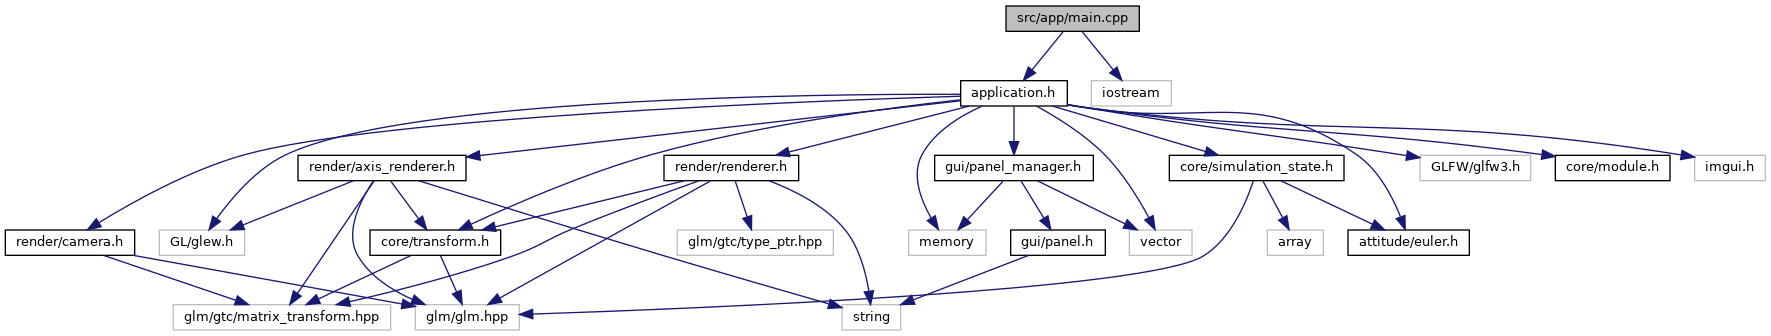 src/app/main.cpp
application.h
iostream
render/axis_renderer.h
render/renderer.h
gui/panel_manager.h
core/simulation_state.h
GLFW/glfw3.h
core/module.h
imgui.h
render/camera.h
GL/glew.h
core/transform.h
glm/gtc/type_ptr.hpp
memory
gui/panel.h
vector
array
attitude/euler.h
glm/gtc/matrix_transform.hpp
glm/glm.hpp
string